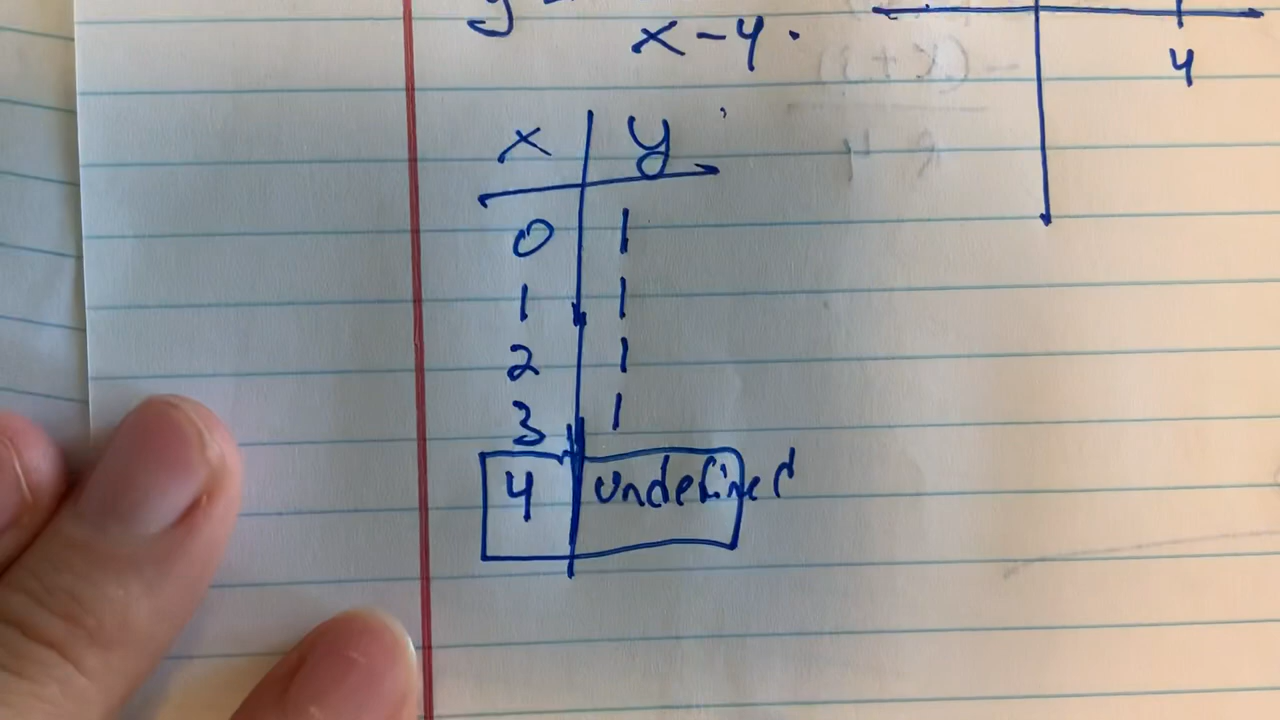 y =
x - 4 .
4
x y
0 1
1 1
2 1
3 1
4 undefined